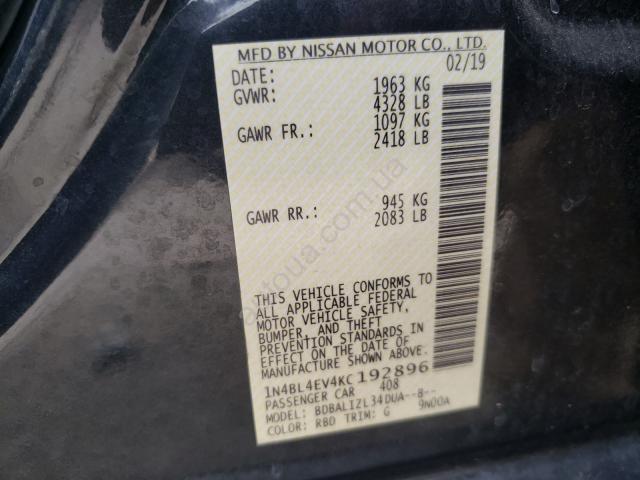 MFD BY NISSAN MOTOR CO., LTD.
DATE: 02/19
GVWR: 1963 KG
4328 LB
GAWR FR.: 1097 KG
2418 LB
GAWR RR.: 945 KG
2083 LB
THIS VEHICLE CONFORMS TO
ALL APPLICABLE FEDERAL
MOTOR VEHICLE SAFETY,
BUMPER, AND THEFT
PREVENTION STANDARDS IN
EFFECT ON THE DATE OF
MANUFACTURE SHOWN ABOVE.
1N4BL4EV4KC192896
PASSENGER CAR 408
MODEL: BDBALIZL34DUA--B--
COLOR: RBD TRIM: G 9N00A